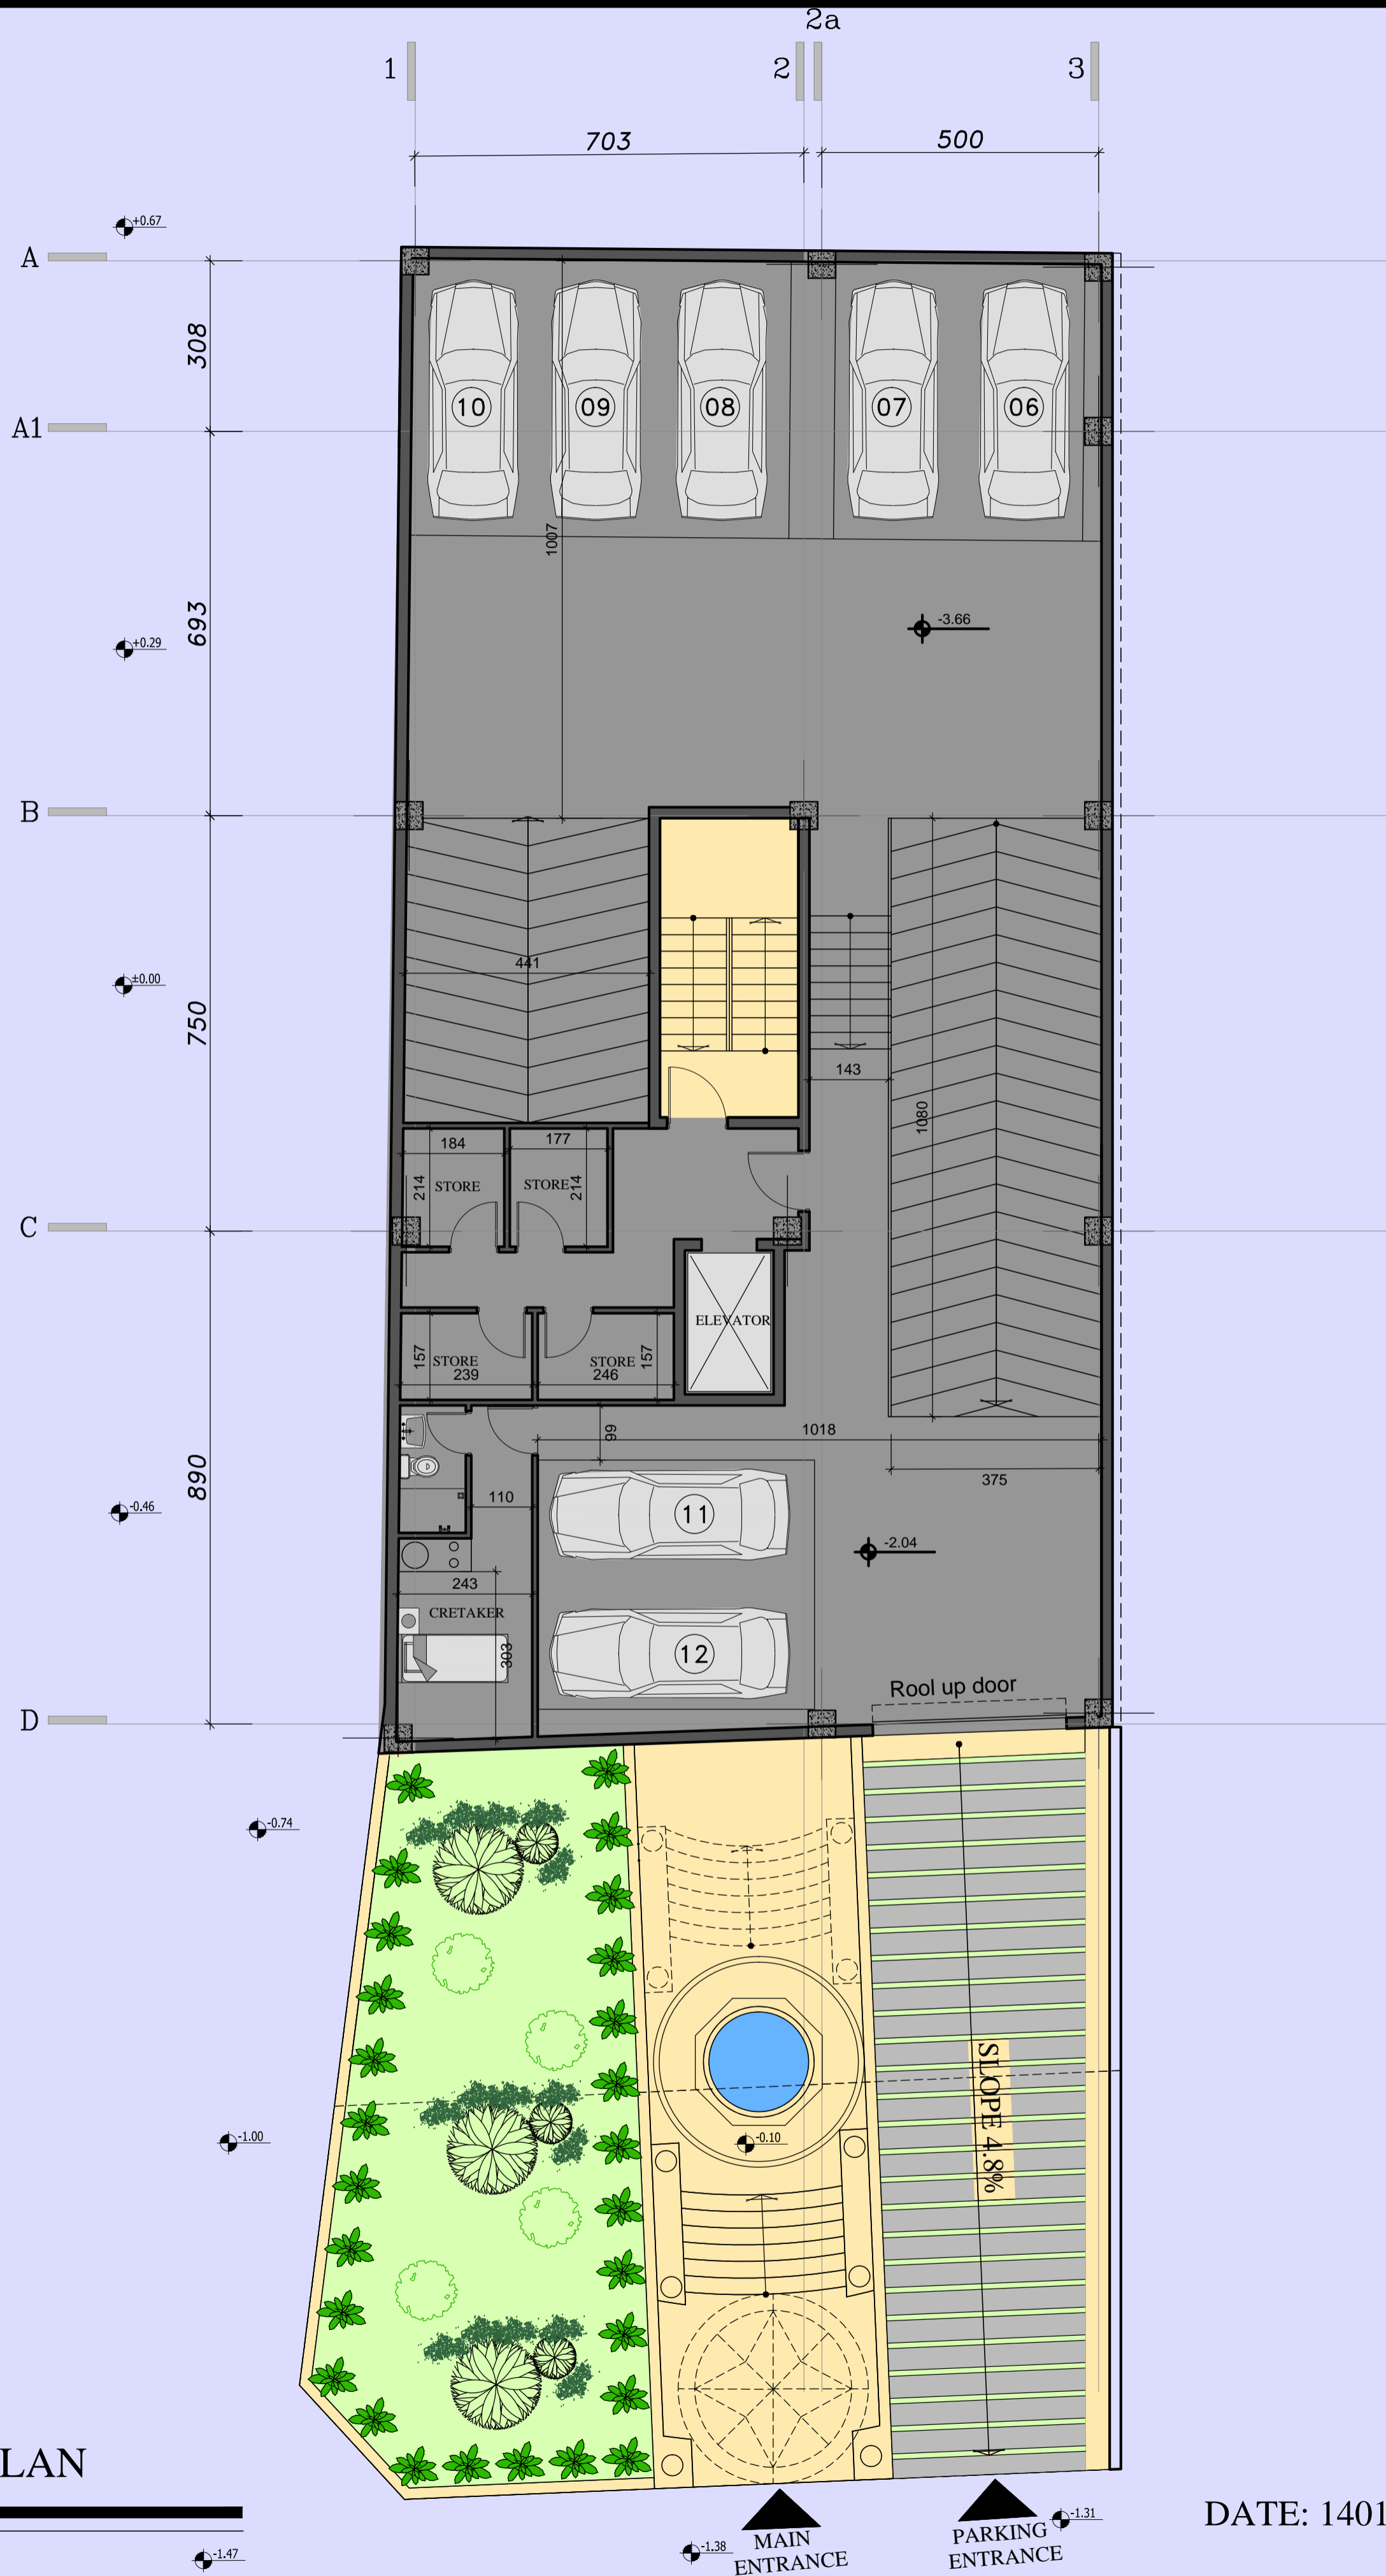 2a
1
2
3
703
500
+0.67
A
308
10
09
08
07
06
A1
1007
693
+0.29
-3.66
B
441
±0.00
750
143
1080
184
177
214
STORE
STORE
214
C
ELEVATOR
157
STORE
239
STORE
246
157
99
1018
375
890
-0.46
110
11
-2.04
243
CRETAKER
303
12
Rool up door
D
-0.74
SLOPE 4.8%
-1.00
-0.10
LAN
DATE: 1401
-1.31
-1.38
MAIN
ENTRANCE
PARKING
ENTRANCE
-1.47